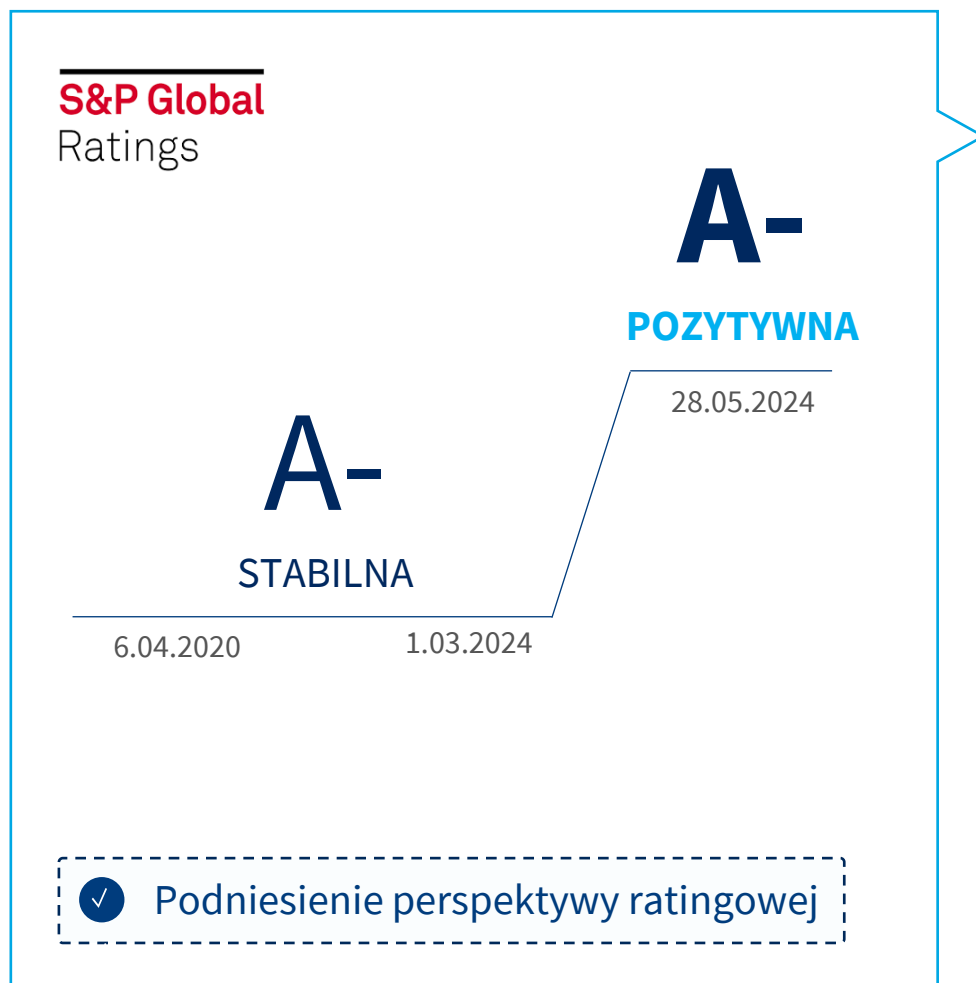 S&P Global
Ratings
A-
POZYTYWNA
28.05.2024
A-
STABILNA
6.04.2020
1.03.2024
Podniesienie perspektywy ratingowej